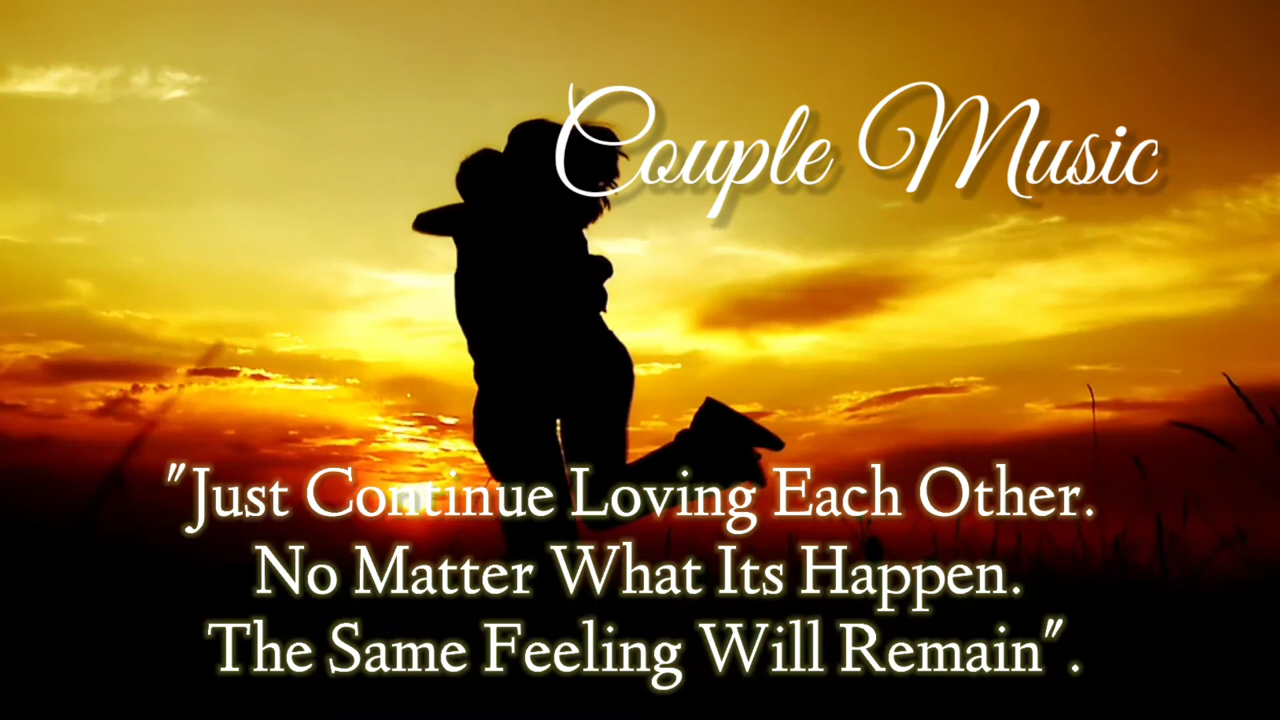 Couple Music
"Just Continue Loving Each Other.
No Matter What Its Happen.
The Same Feeling Will Remain".